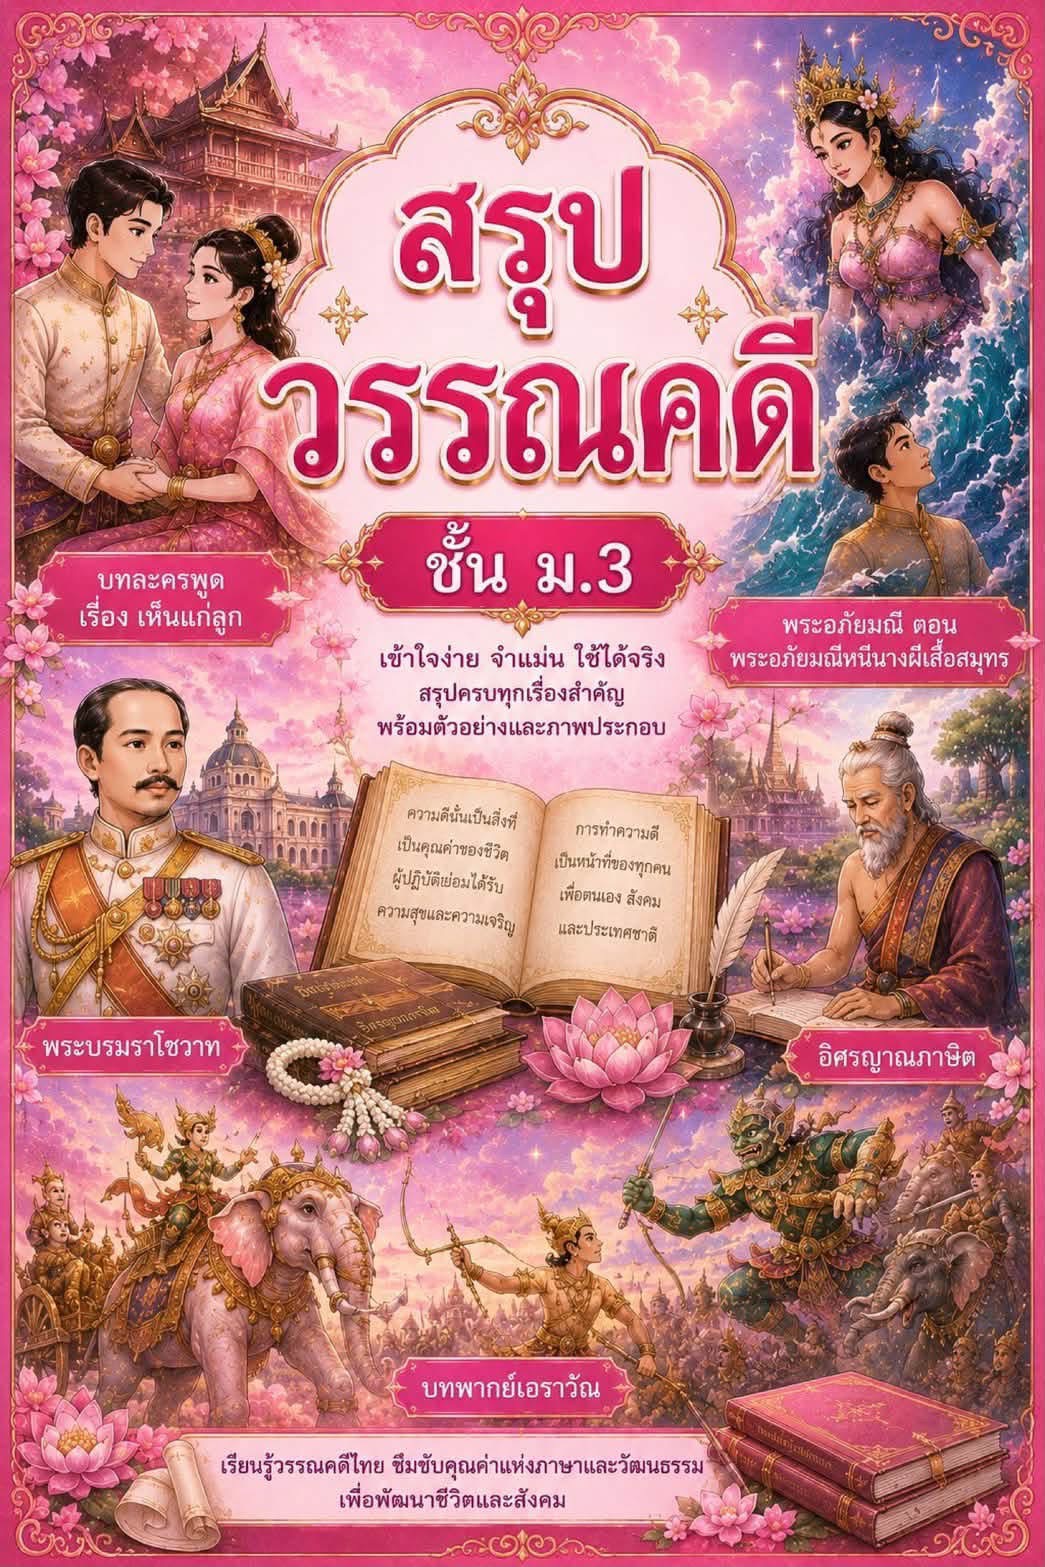 สรุป
วรรณคดี
ชั้น ม.3
เข้าใจง่าย จำแม่น ใช้ได้จริง
สรุปครบทุกเรื่องสำคัญ
พร้อมตัวอย่างและภาพประกอบ
บทละครพูด
เรื่อง เห็นแก่ลูก
พระอภัยมณี ตอน
พระอภัยมณีหนีนางผีเสื้อสมุทร
ความดีนั้นเป็นสิ่งที่
เป็นคุณค่าของชีวิต
ผู้ปฏิบัติย่อมได้รับ
ความสุขและความเจริญ
การทำความดี
เป็นหน้าที่ของทุกคน
เพื่อตนเอง สังคม
และประเทศชาติ
พระบรมราโชวาท
อิศรญาณภาษิต
บทพากย์เอราวัณ
เรียนรู้วรรณคดีไทย ซึมซับคุณค่าแห่งภาษาและวัฒนธรรม
เพื่อพัฒนาชีวิตและสังคม